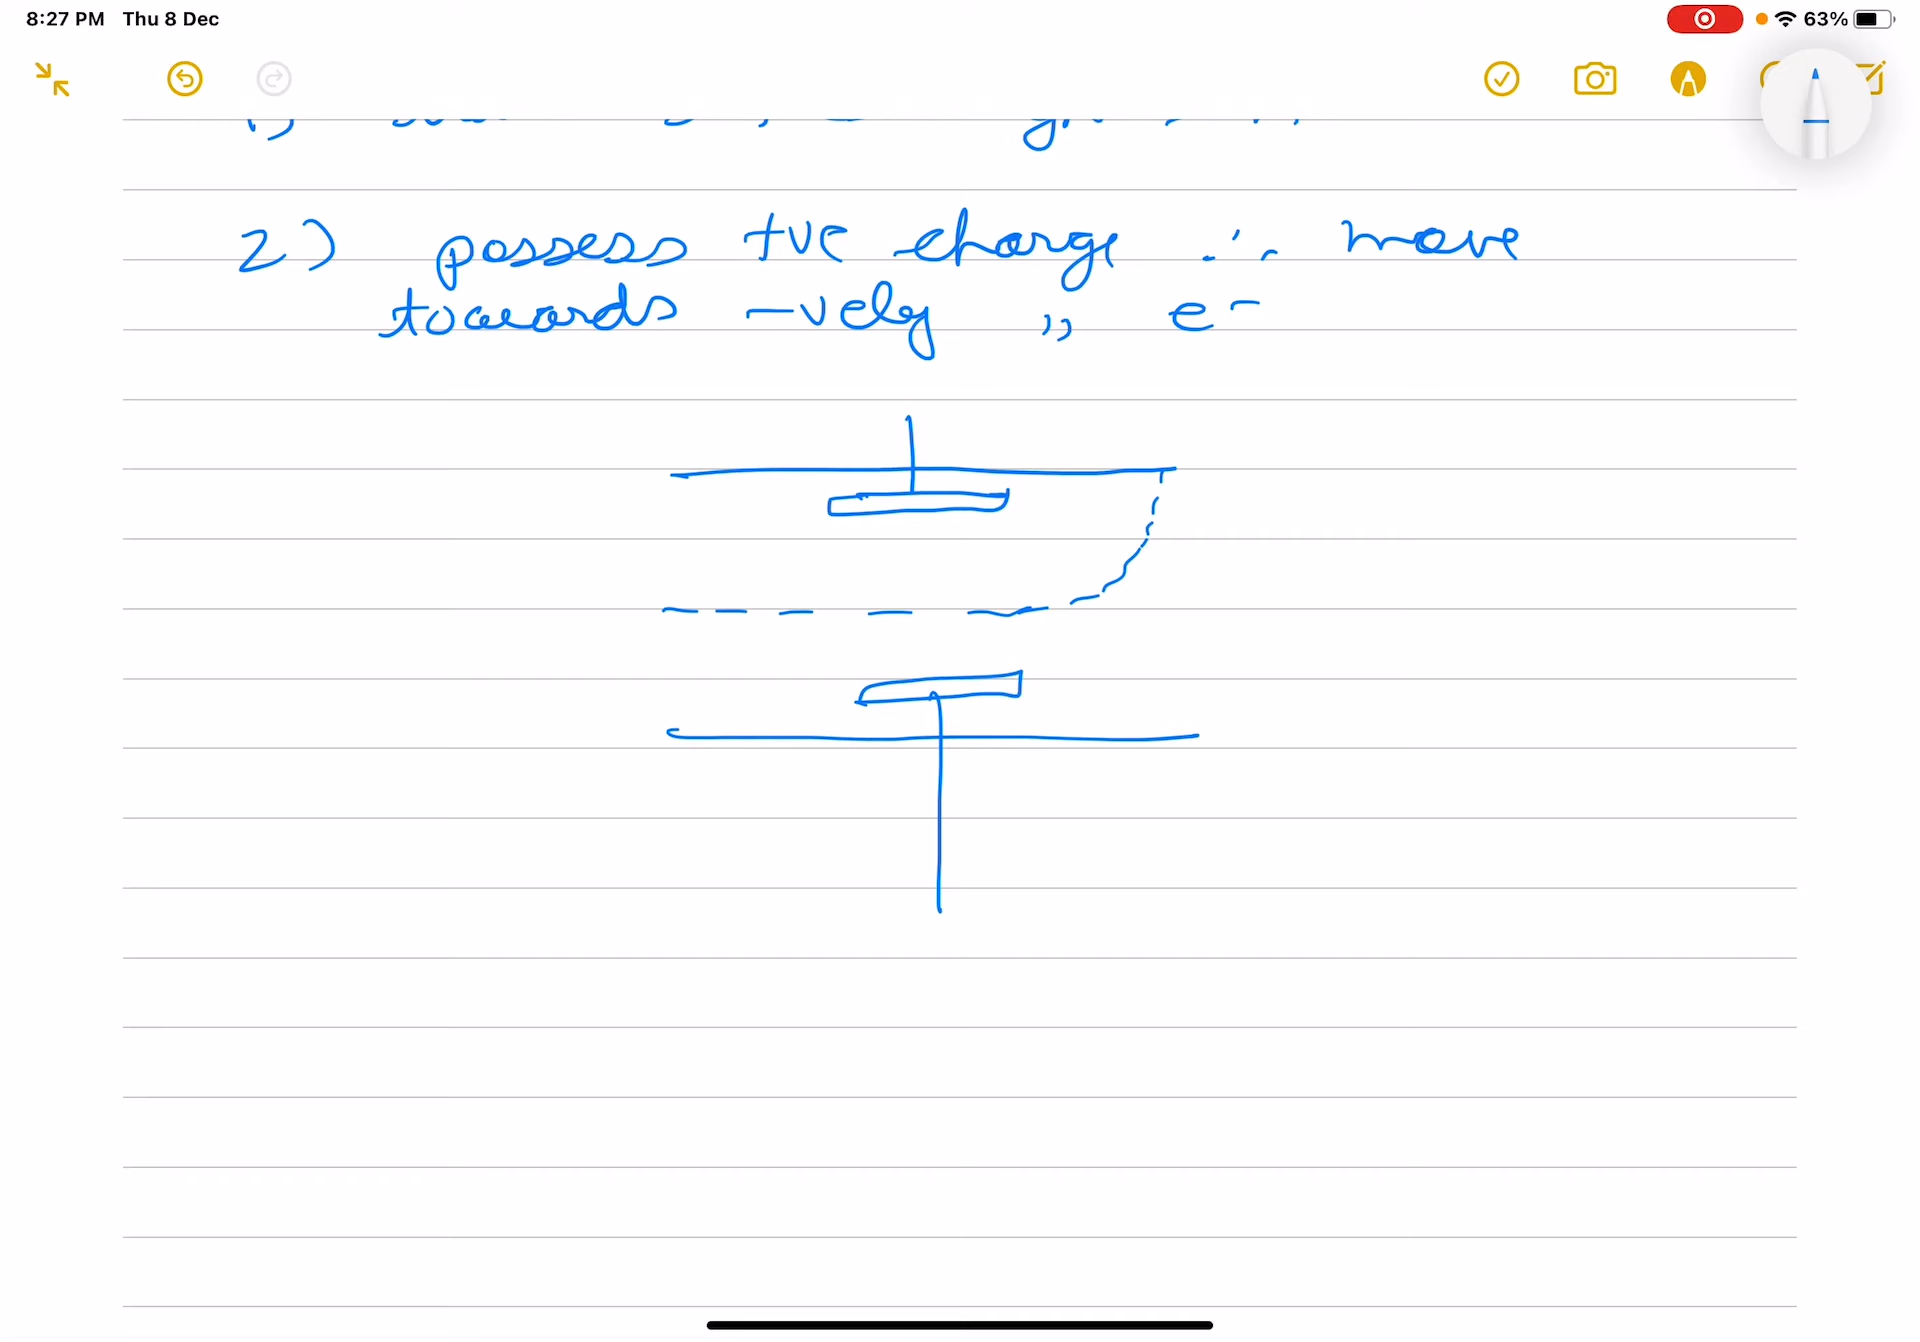 8:27 PM Thu 8 Dec
63%
2) possess +ve charge ∴ move
towards -vely ,, e-